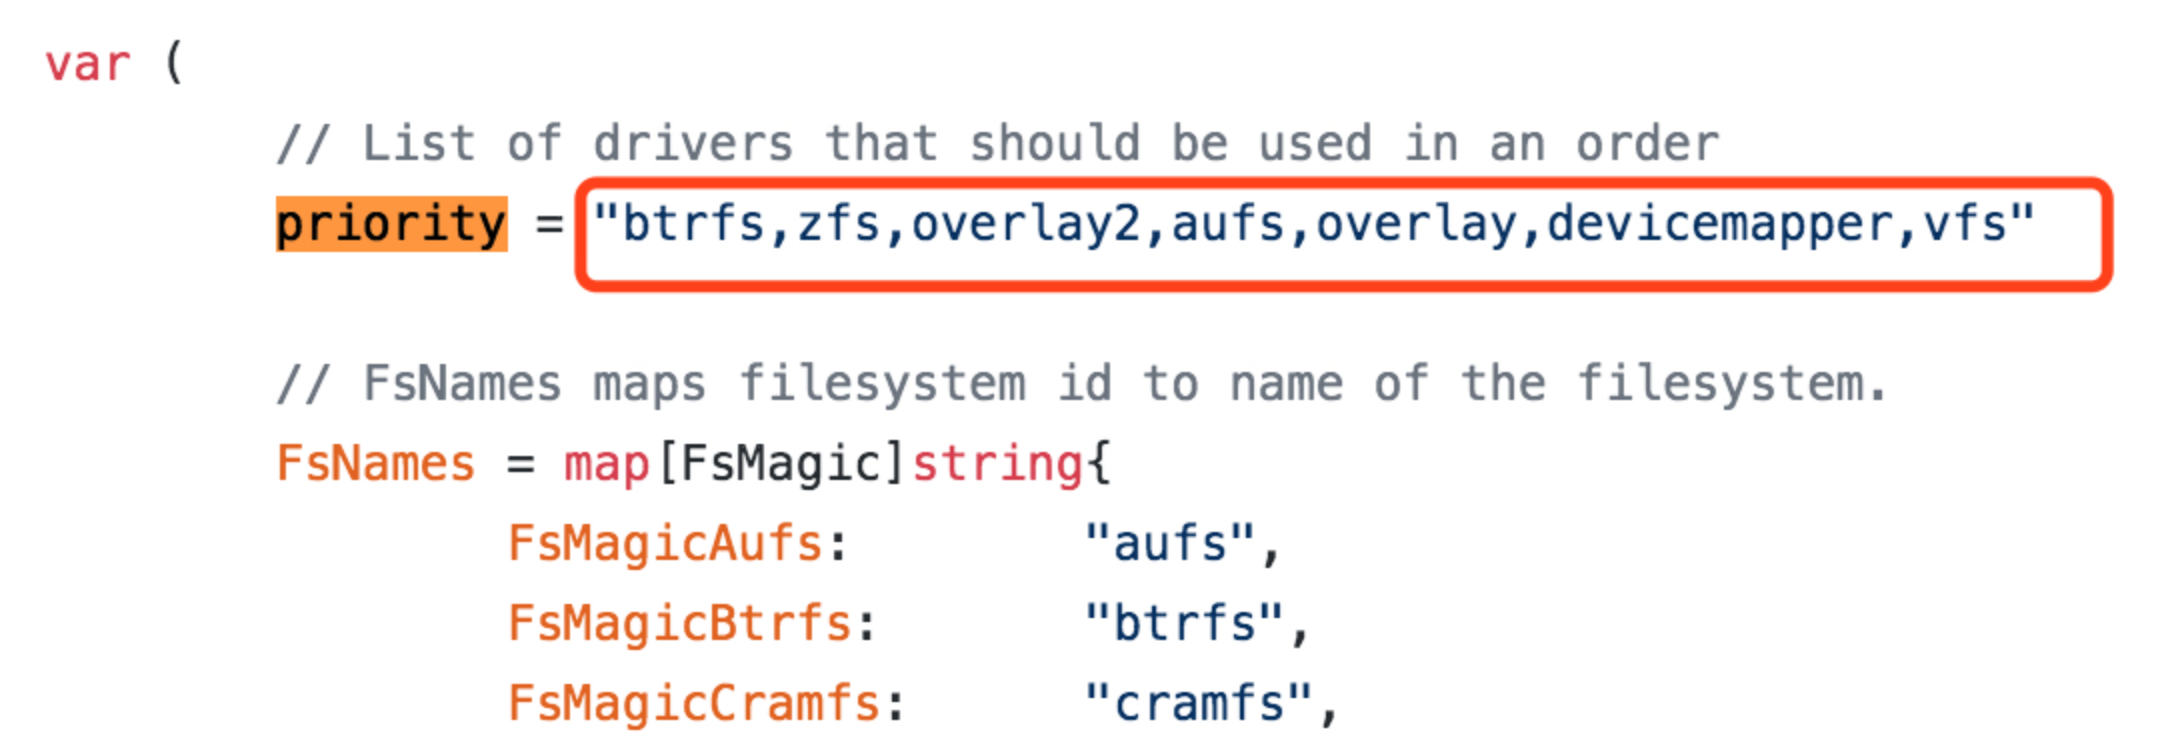 var (
// List of drivers that should be used in an order
priority = "btrfs,zfs,overlay2,aufs,overlay,devicemapper,vfs"
// FsNames maps filesystem id to name of the filesystem.
FsNames = map[FsMagic]string{
FsMagicAufs: "aufs",
FsMagicBtrfs: "btrfs",
FsMagicCramfs: "cramfs",